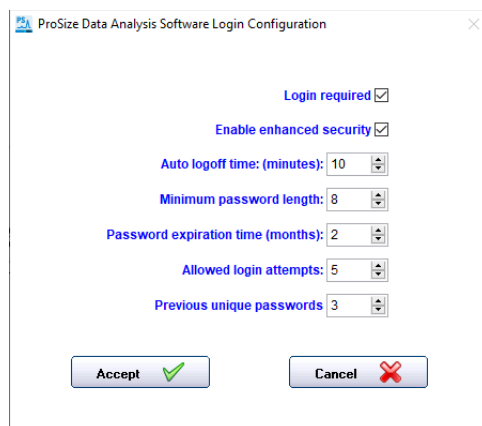 ProSize Data Analysis Software Login Configuration
Login required
Enable enhanced security
Auto logoff time: (minutes): 10
Minimum password length: 8
Password expiration time (months): 2
Allowed login attempts: 5
Previous unique passwords 3
Accept Cancel